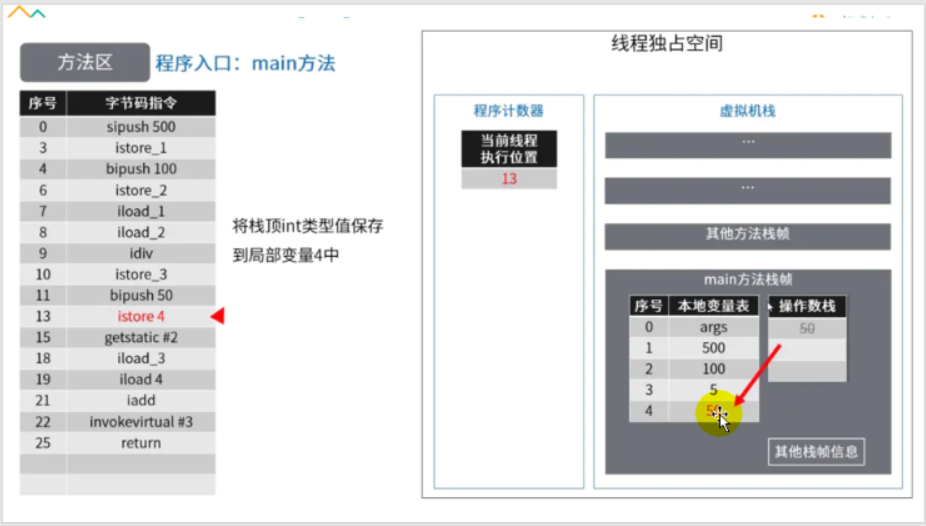 方法区 程序入口：main方法
序号 字节码指令
0 sipush 500
3 istore_1
4 bipush 100
6 istore_2
7 iload_1
8 iload_2
9 idiv
10 istore_3
11 bipush 50
13 istore 4
15 getstatic #2
18 iload_3
19 iload 4
21 iadd
22 invokevirtual #3
25 return
将栈顶int类型值保存
到局部变量4中
线程独占空间
程序计数器
当前线程
执行位置
13
虚拟机栈
...
...
其他方法栈帧
main方法栈帧
序号 本地变量表
0 args
1 500
2 100
3 5
4
操作数栈
50
其他栈帧信息